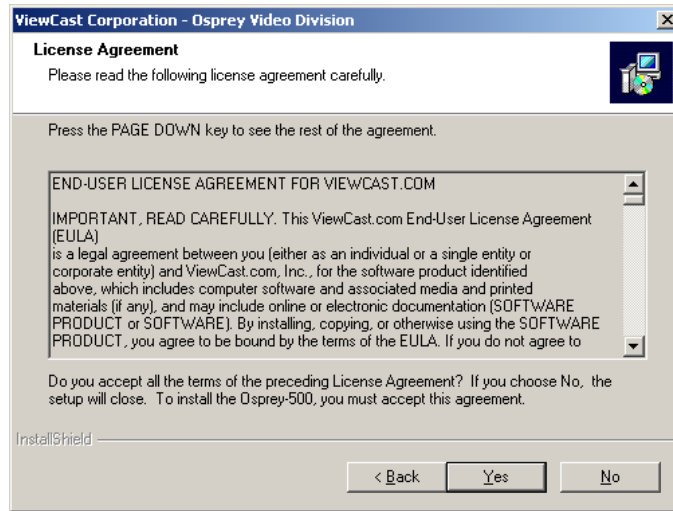 ViewCast Corporation - Osprey Video Division
License Agreement
Please read the following license agreement carefully.
Press the PAGE DOWN key to see the rest of the agreement.
END-USER LICENSE AGREEMENT FOR VIEWCAST.COM
IMPORTANT, READ CAREFULLY. This ViewCast.com End-User License Agreement
(EULA)
is a legal agreement between you (either as an individual or a single entity or
corporate entity) and ViewCast.com, Inc., for the software product identified
above, which includes computer software and associated media and printed
materials (if any), and may include online or electronic documentation (SOFTWARE
PRODUCT or SOFTWARE). By installing, copying, or otherwise using the SOFTWARE
PRODUCT, you agree to be bound by the terms of the EULA. If you do not agree to
Do you accept all the terms of the preceding License Agreement? If you choose No, the
setup will close. To install the Osprey-500, you must accept this agreement.
InstallShield
< Back
Yes
No